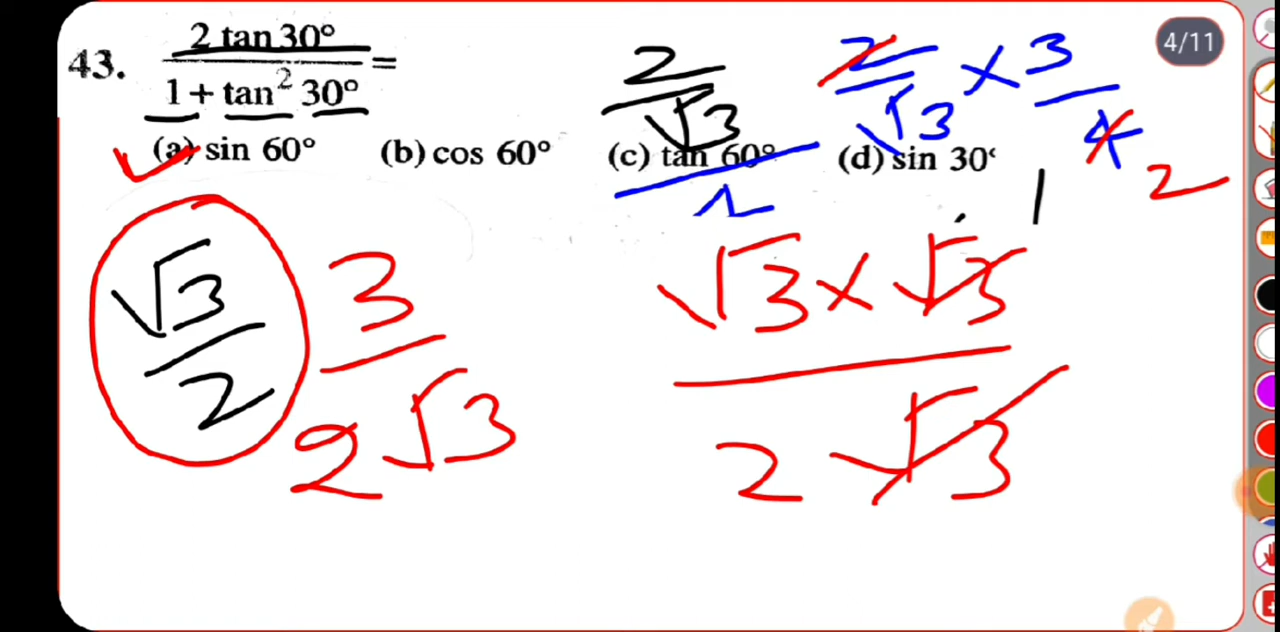 4/11
43. 2 tan 30° / 1 + tan² 30° =
(a) sin 60° (b) cos 60° (c) tan 60° (d) sin 30°
2 / √3
2 / √3 × 3 / 4 2
1
√3 / 2
3 / 2√3
√3 × √3 / 2 √3